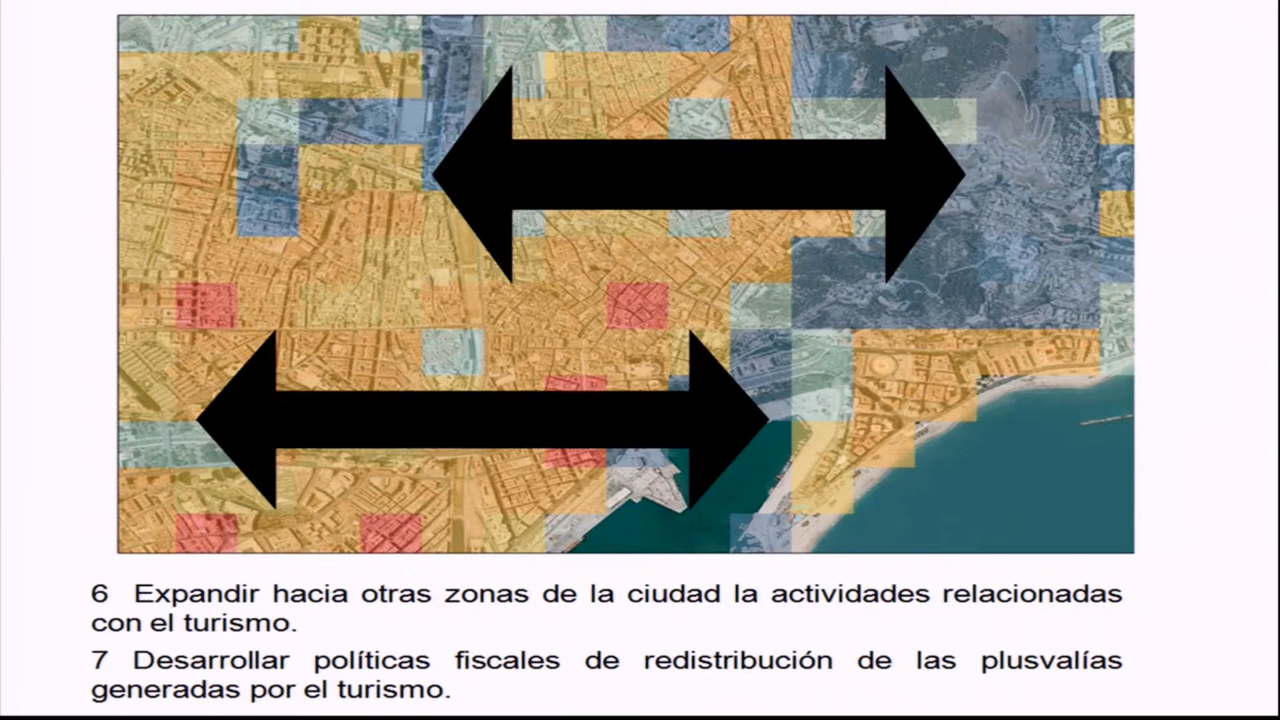 6 Expandir hacia otras zonas de la ciudad la actividades relacionadas
con el turismo.
7 Desarrollar políticas fiscales de redistribución de las plusvalías
generadas por el turismo.